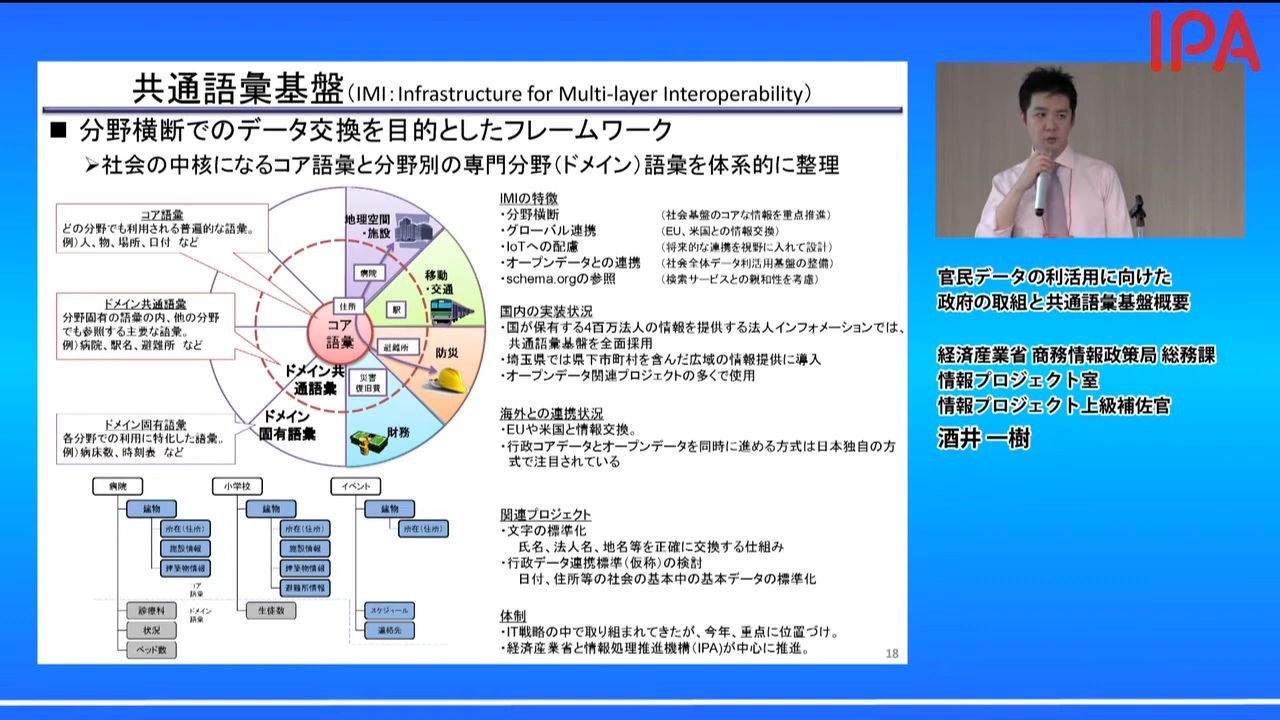 IPA
共通語彙基盤(IMI:Infrastructure for Multi-layer Interoperability)
■ 分野横断でのデータ交換を目的としたフレームワーク
➢社会の中核になるコア語彙と分野別の専門分野(ドメイン)語彙を体系的に整理
コア語彙
どの分野でも利用される普遍的な語彙。
例)人、物、場所、日付 など
ドメイン共通語彙
分野固有の語彙の内、他の分野
でも参照する主要な語彙。
例)病院、駅名、避難所 など
ドメイン固有語彙
各分野での利用に特化した語彙。
例)病床数、時刻表 など
地理空間
・施設
病院
移動
・交通
住所
駅
コア
語彙
避難所
防災
ドメイン共
通語彙
災害
復旧費
ドメイン
固有語彙
財務
病院
建物
所在(住所)
施設情報
建築物情報
コア
語彙
ドメイン
語彙
診療科
状況
ベッド数
小学校
建物
所在(住所)
施設情報
建築物情報
避難所情報
生徒数
イベント
建物
所在(住所)
スケジュール
連絡先
IMIの特徴
・分野横断 (社会基盤のコアな情報を重点推進)
・グローバル連携 (EU、米国との情報交換)
・IoTへの配慮 (将来的な連携を視野に入れて設計)
・オープンデータとの連携 (社会全体データ利活用基盤の整備)
・schema.orgの参照 (検索サービスとの親和性を考慮)
国内の実装状況
・国が保有する4百万法人の情報を提供する法人インフォメーションでは、
共通語彙基盤を全面採用
・埼玉県では県下市町村を含んだ広域の情報提供に導入
・オープンデータ関連プロジェクトの多くで使用
海外との連携状況
・EUや米国と情報交換。
・行政コアデータとオープンデータを同時に進める方式は日本独自の方
式で注目されている
関連プロジェクト
・文字の標準化
氏名、法人名、地名等を正確に交換する仕組み
・行政データ連携標準(仮称)の検討
日付、住所等の社会の基本中の基本データの標準化
体制
・IT戦略の中で取り組まれてきたが、今年、重点に位置づけ。
・経済産業省と情報処理推進機構(IPA)が中心に推進。
18
官民データの利活用に向けた
政府の取組と共通語彙基盤概要
経済産業省 商務情報政策局 総務課
情報プロジェクト室
情報プロジェクト上級補佐官
酒井 一樹